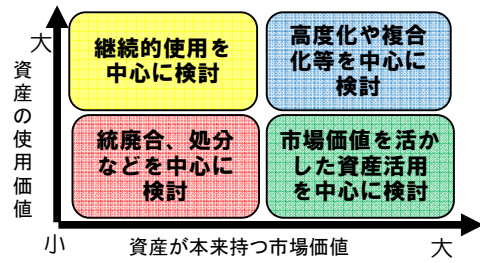 大
資産の使用価値
継続的使用を
中心に検討
高度化や複合
化等を中心に
検討
統廃合、処分
などを中心に
検討
市場価値を活か
した資産活用
を中心に検討
小
資産が本来持つ市場価値
大